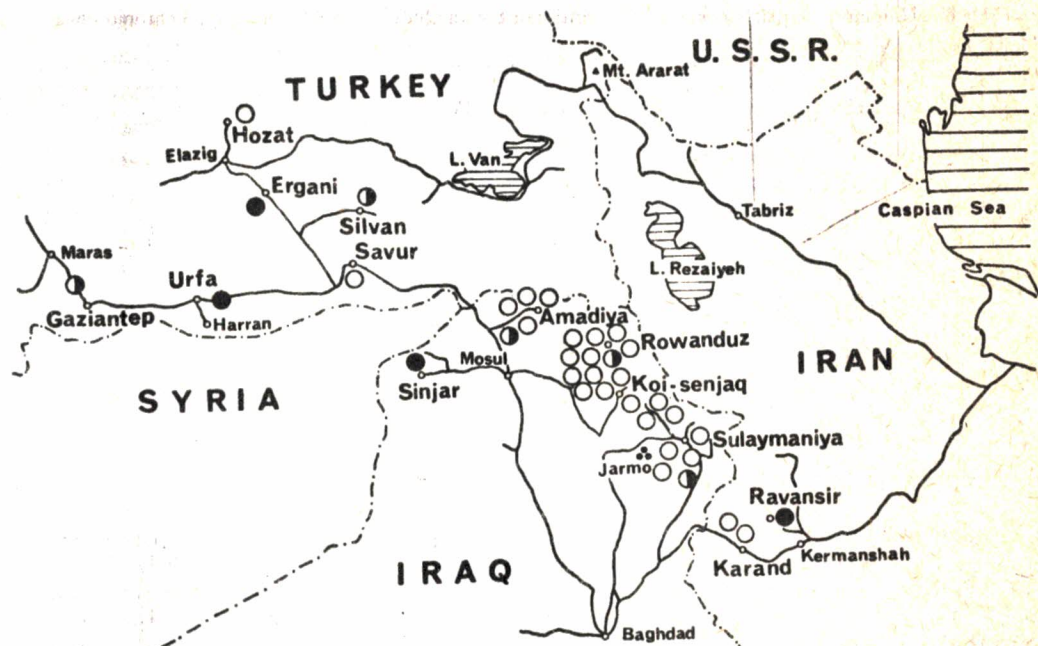 U. S. S. R.
Mt. Ararat
TURKEY
Hozat
Elazig
L. Van
Ergani
Silvan
Tabriz
Caspian Sea
Savur
Maras
Urfa
L. Rezaiyeh
Gaziantep
Harran
Amadiya
Rowanduz
Mosul
IRAN
Sinjar
Koi-senjaq
SYRIA
Sulaymaniya
Jarmo
Ravansir
Kermanshah
Karand
IRAQ
Baghdad